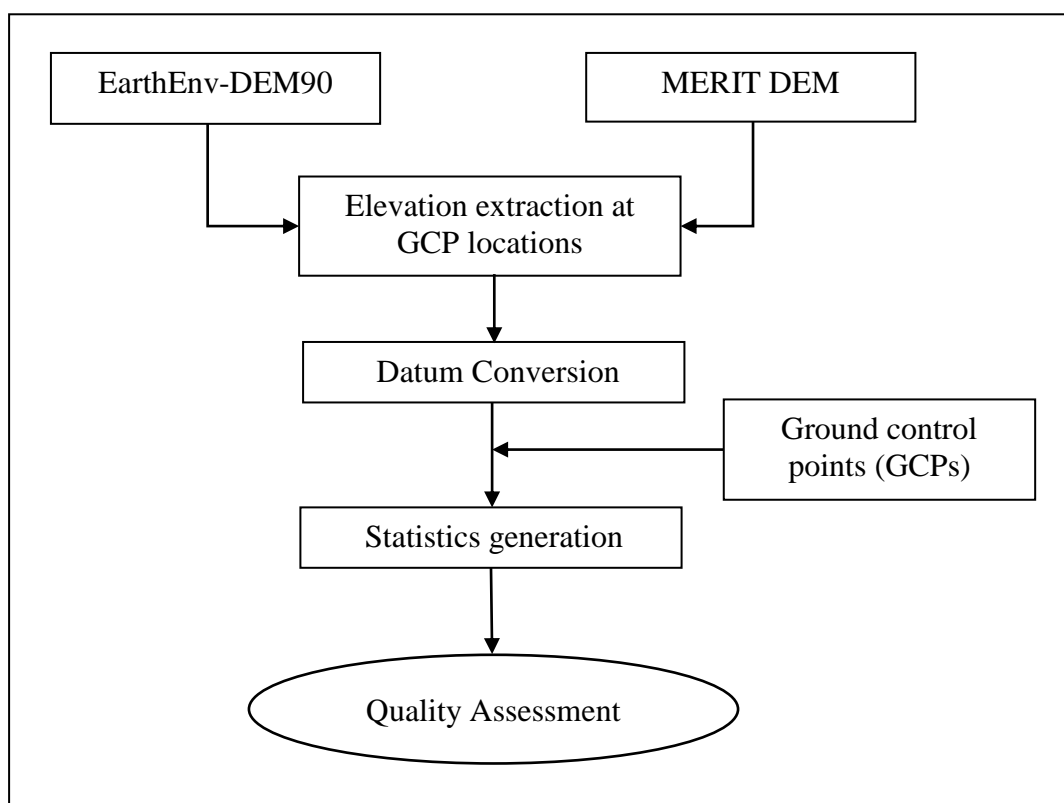 EarthEnv-DEM90
MERIT DEM
Elevation extraction at
GCP locations
Datum Conversion
Ground control
points (GCPs)
Statistics generation
Quality Assessment